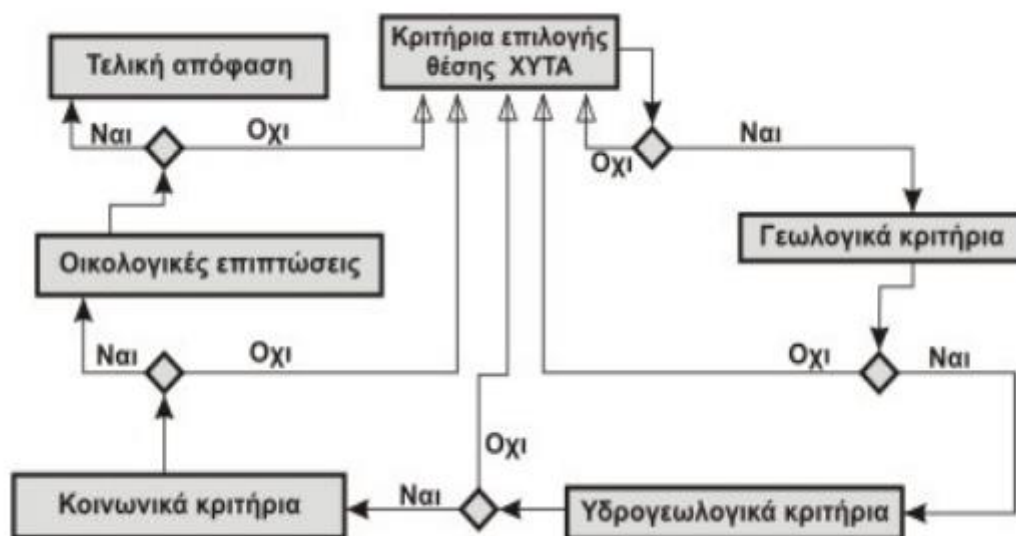 Κριτήρια επιλογής
θέσης ΧΥΤΑ
Τελική απόφαση
Ναι
Οχι
Οχι
Ναι
Γεωλογικά κριτήρια
Οικολογικές επιπτώσεις
Ναι
Οχι
Οχι
Ναι
Οχι
Κοινωνικά κριτήρια
Ναι
Υδρογεωλογικά κριτήρια